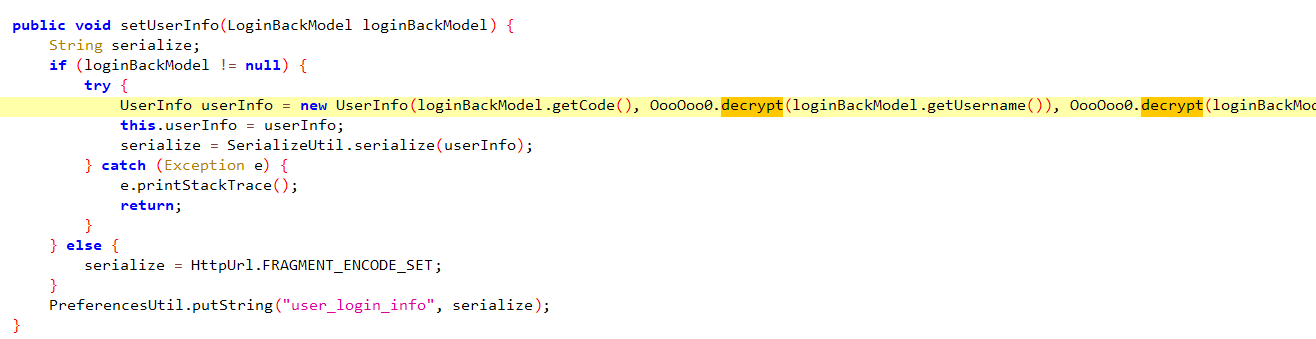 public void setUserInfo(LoginBackModel loginBackModel) {
    String serialize;
    if (loginBackModel != null) {
        try {
            UserInfo userInfo = new UserInfo(loginBackModel.getCode(), OooOoo0.decrypt(loginBackModel.getUsername()), OooOoo0.decrypt(loginBackMo
            this.userInfo = userInfo;
            serialize = SerializeUtil.serialize(userInfo);
        } catch (Exception e) {
            e.printStackTrace();
            return;
        }
    } else {
        serialize = HttpUrl.FRAGMENT_ENCODE_SET;
    }
    PreferencesUtil.putString("user_login_info", serialize);
}